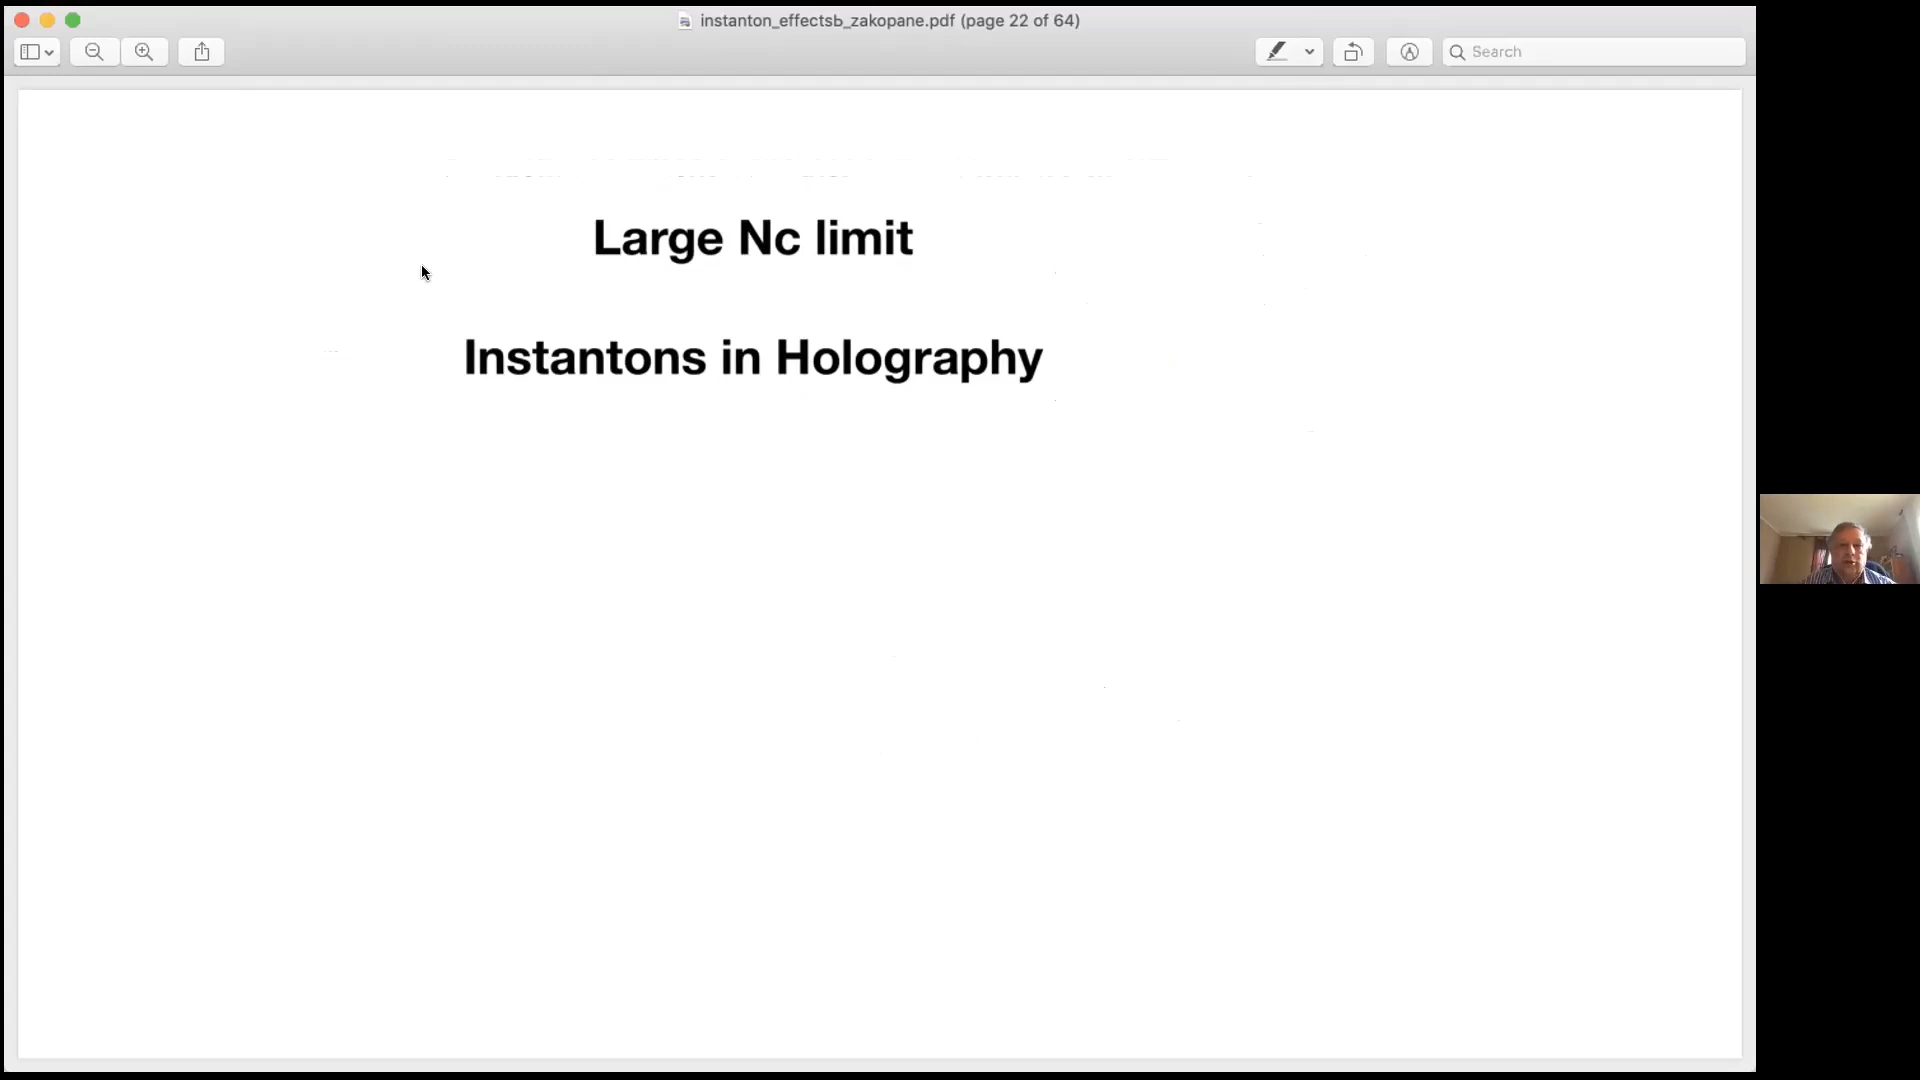 instanton_effectsb_zakopane.pdf (page 22 of 64)
Search
Large Nc limit
Instantons in Holography